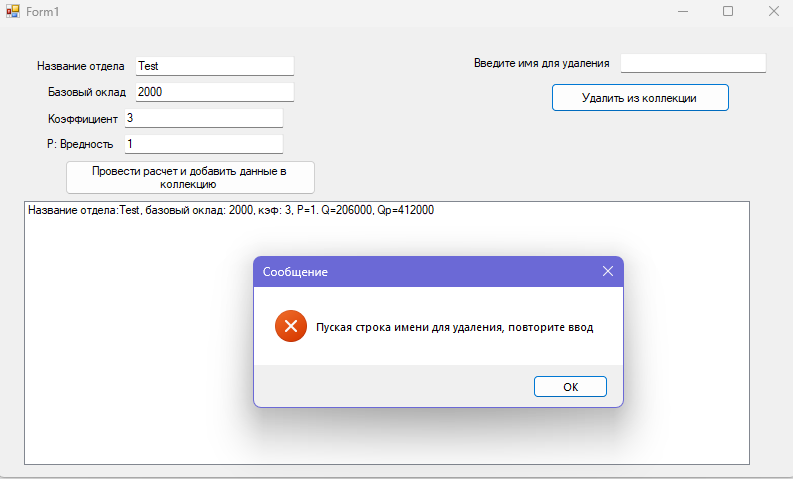 Form1
Название отдела
Test
Введите имя для удаления
Базовый оклад
2000
Удалить из коллекции
Коэффициент
3
P: Вредность
1
Провести расчет и добавить данные в
коллекцию
Название отдела:Test, базовый оклад: 2000, кэф: 3, P=1. Q=206000, Qp=412000
Сообщение
Пуская строка имени для удаления, повторите ввод
ОК